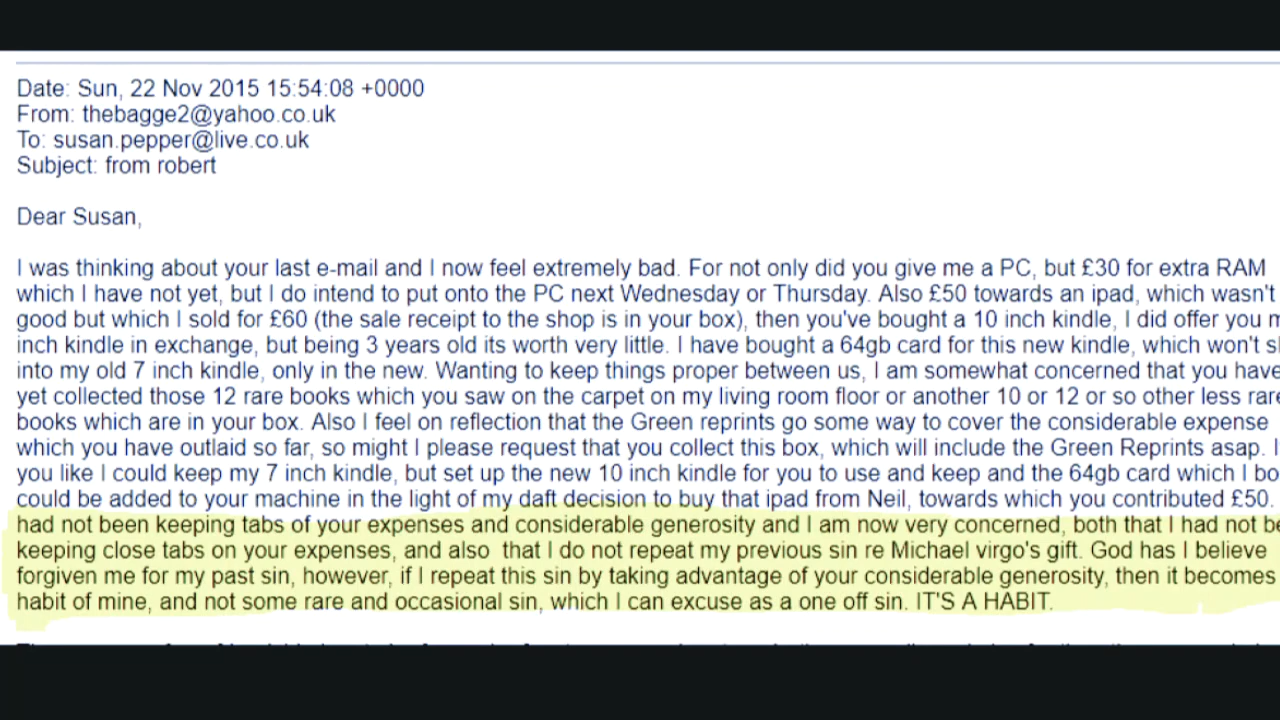 Date: Sun, 22 Nov 2015 15:54:08 +0000
From: thebagge2@yahoo.co.uk
To: susan.pepper@live.co.uk
Subject: from robert
Dear Susan,
I was thinking about your last e-mail and I now feel extremely bad. For not only did you give me a PC, but £30 for extra RAM
which I have not yet, but I do intend to put onto the PC next Wednesday or Thursday. Also £50 towards an ipad, which wasn't
good but which I sold for £60 (the sale receipt to the shop is in your box), then you've bought a 10 inch kindle, I did offer you
inch kindle in exchange, but being 3 years old its worth very little. I have bought a 64gb card for this new kindle, which won't
into my old 7 inch kindle, only in the new. Wanting to keep things proper between us, I am somewhat concerned that you have
yet collected those 12 rare books which you saw on the carpet on my living room floor or another 10 or 12 or so other less rare
books which are in your box. Also I feel on reflection that the Green reprints go some way to cover the considerable expense
which you have outlaid so far, so might I please request that you collect this box, which will include the Green Reprints asap.
you like I could keep my 7 inch kindle, but set up the new 10 inch kindle for you to use and keep and the 64gb card which I
could be added to your machine in the light of my daft decision to buy that ipad from Neil, towards which you contributed £50.
had not been keeping tabs of your expenses and considerable generosity and I am now very concerned, both that I had not
keeping close tabs on your expenses, and also that I do not repeat my previous sin re Michael virgo's gift. God has I believe
forgiven me for my past sin, however, if I repeat this sin by taking advantage of your considerable generosity, then it becomes
habit of mine, and not some rare and occasional sin, which I can excuse as a one off sin. IT'S A HABIT.